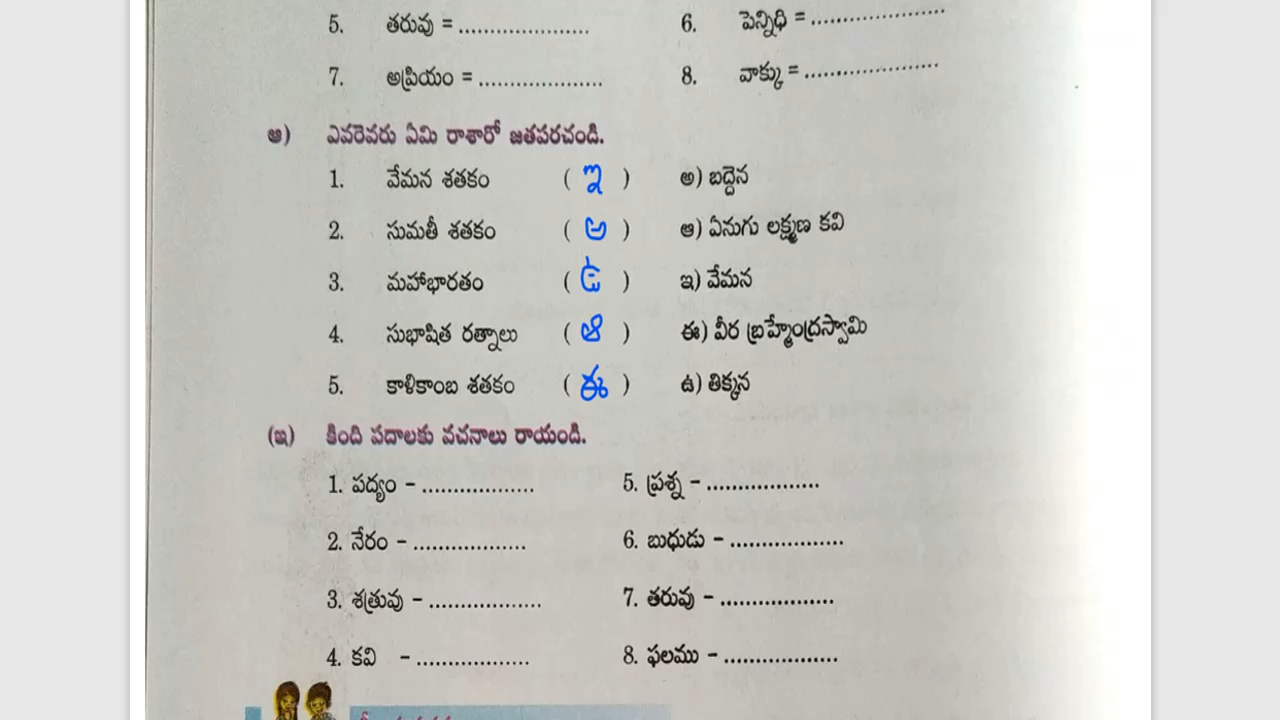 5. తరువు = ..................... 6. పెన్నిధి = .....................
7. అప్రియం = ................... 8. వాక్కు = .....................
ఆ) ఎవరెవరు ఏమి రాశారో జతపరచండి.
1. వేమన శతకం ( ఇ ) అ) బద్దెన
2. సుమతీ శతకం ( అ ) ఆ) ఏనుగు లక్ష్మణ కవి
3. మహాభారతం ( ఉ ) ఇ) వేమన
4. సుభాషిత రత్నాలు ( ఆ ) ఈ) వీర బ్రహ్మేంద్రస్వామి
5. కాళికాంబ శతకం ( ఈ ) ఉ) తిక్కన
(ఇ) కింది పదాలకు వచనాలు రాయండి.
1. పద్యం - .................. 5. ప్రశ్న - ..................
2. నేరం - .................. 6. బుధుడు - ..................
3. శత్రువు - .................. 7. తరువు - ..................
4. కవి - .................. 8. ఫలము - ..................